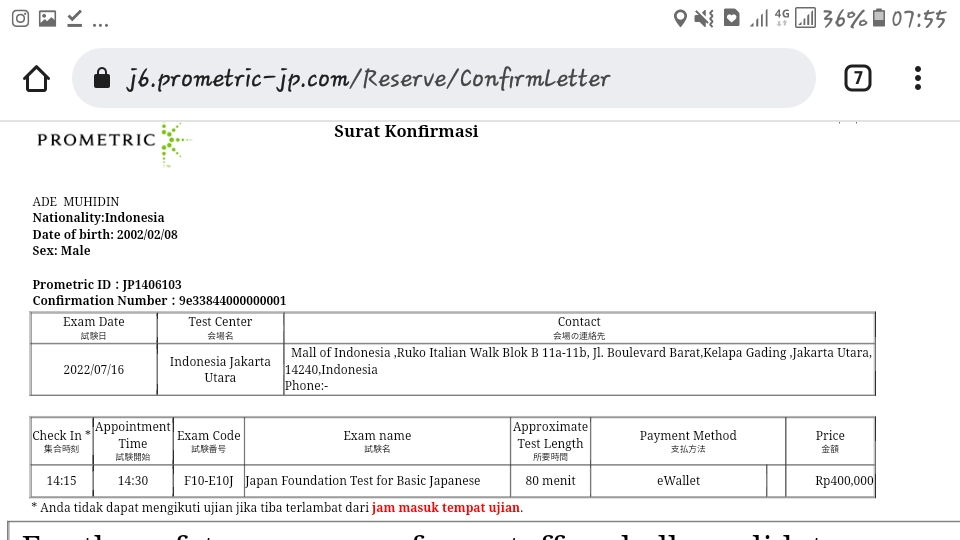 ... 4G 36% 07:55
j6.prometric-jp.com/Reserve/ConfirmLetter 7
PROMETRIC Surat Konfirmasi
ADE MUHIDIN
Nationality:Indonesia
Date of birth: 2002/02/08
Sex: Male
Prometric ID : JP1406103
Confirmation Number : 9e33844000000001
Exam Date Test Center Contact
試験日 会場名 会場の連絡先
2022/07/16 Indonesia Jakarta Utara Mall of Indonesia ,Ruko Italian Walk Blok B 11a-11b, Jl. Boulevard Barat,Kelapa Gading ,Jakarta Utara,
14240,Indonesia
Phone:-
Check In * Appointment Time Exam Code Exam name Approximate Test Length Payment Method Price
集合時刻 試験開始 試験番号 試験名 所要時間 支払方法 金額
14:15 14:30 F10-E10J Japan Foundation Test for Basic Japanese 80 menit eWallet Rp400,000
* Anda tidak dapat mengikuti ujian jika tiba terlambat dari jam masuk tempat ujian.